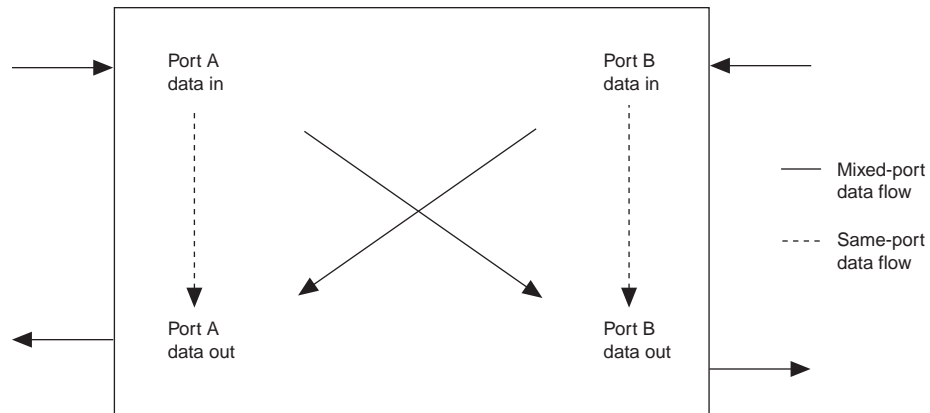 Port A
data in
Port B
data in
Mixed-port
data flow
Same-port
data flow
Port A
data out
Port B
data out